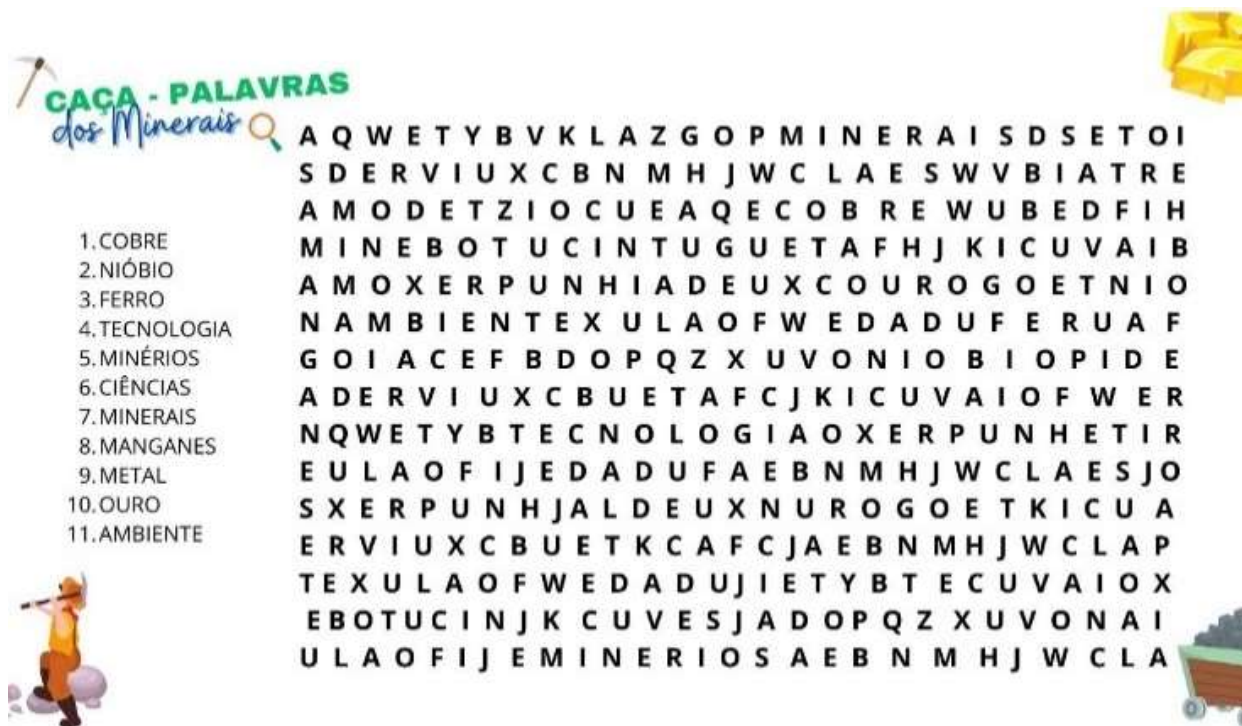 CAÇA - PALAVRAS
dos Minerais
1. COBRE
2. NIÓBIO
3. FERRO
4. TECNOLOGIA
5. MINÉRIOS
6. CIÊNCIAS
7. MINERAIS
8. MANGANES
9. METAL
10. OURO
11. AMBIENTE
A Q W E T Y B V K L A Z G O P M I N E R A I S D S E T O I
S D E R V I U X C B N M H J W C L A E S W V B I A T R E
A M O D E T Z I O C U E A Q E C O B R E W U B E D F I H
M I N E B O T U C I N T U G U E T A F H J K I C U V A I B
A M O X E R P U N H I A D E U X C O U R O G O E T N I O
N A M B I E N T E X U L A O F W E D A D U F E R U A F
G O I A C E F B D O P Q Z X U V O N I O B I O P I D E
A D E R V I U X C B U E T A F C J K I C U V A I O F W E R
N Q W E T Y B T E C N O L O G I A O X E R P U N H E T I R
E U L A O F I J E D A D U F A E B N M H J W C L A E S J O
S X E R P U N H J A L D E U X N U R O G O E T K I C U A
E R V I U X C B U E T K C A F C J A E B N M H J W C L A P
T E X U L A O F W E D A D U J I E T Y B T E C U V A I O X
E B O T U C I N J K C U V E S J A D O P Q Z X U V O N A I
U L A O F I J E M I N E R I O S A E B N M H J W C L A